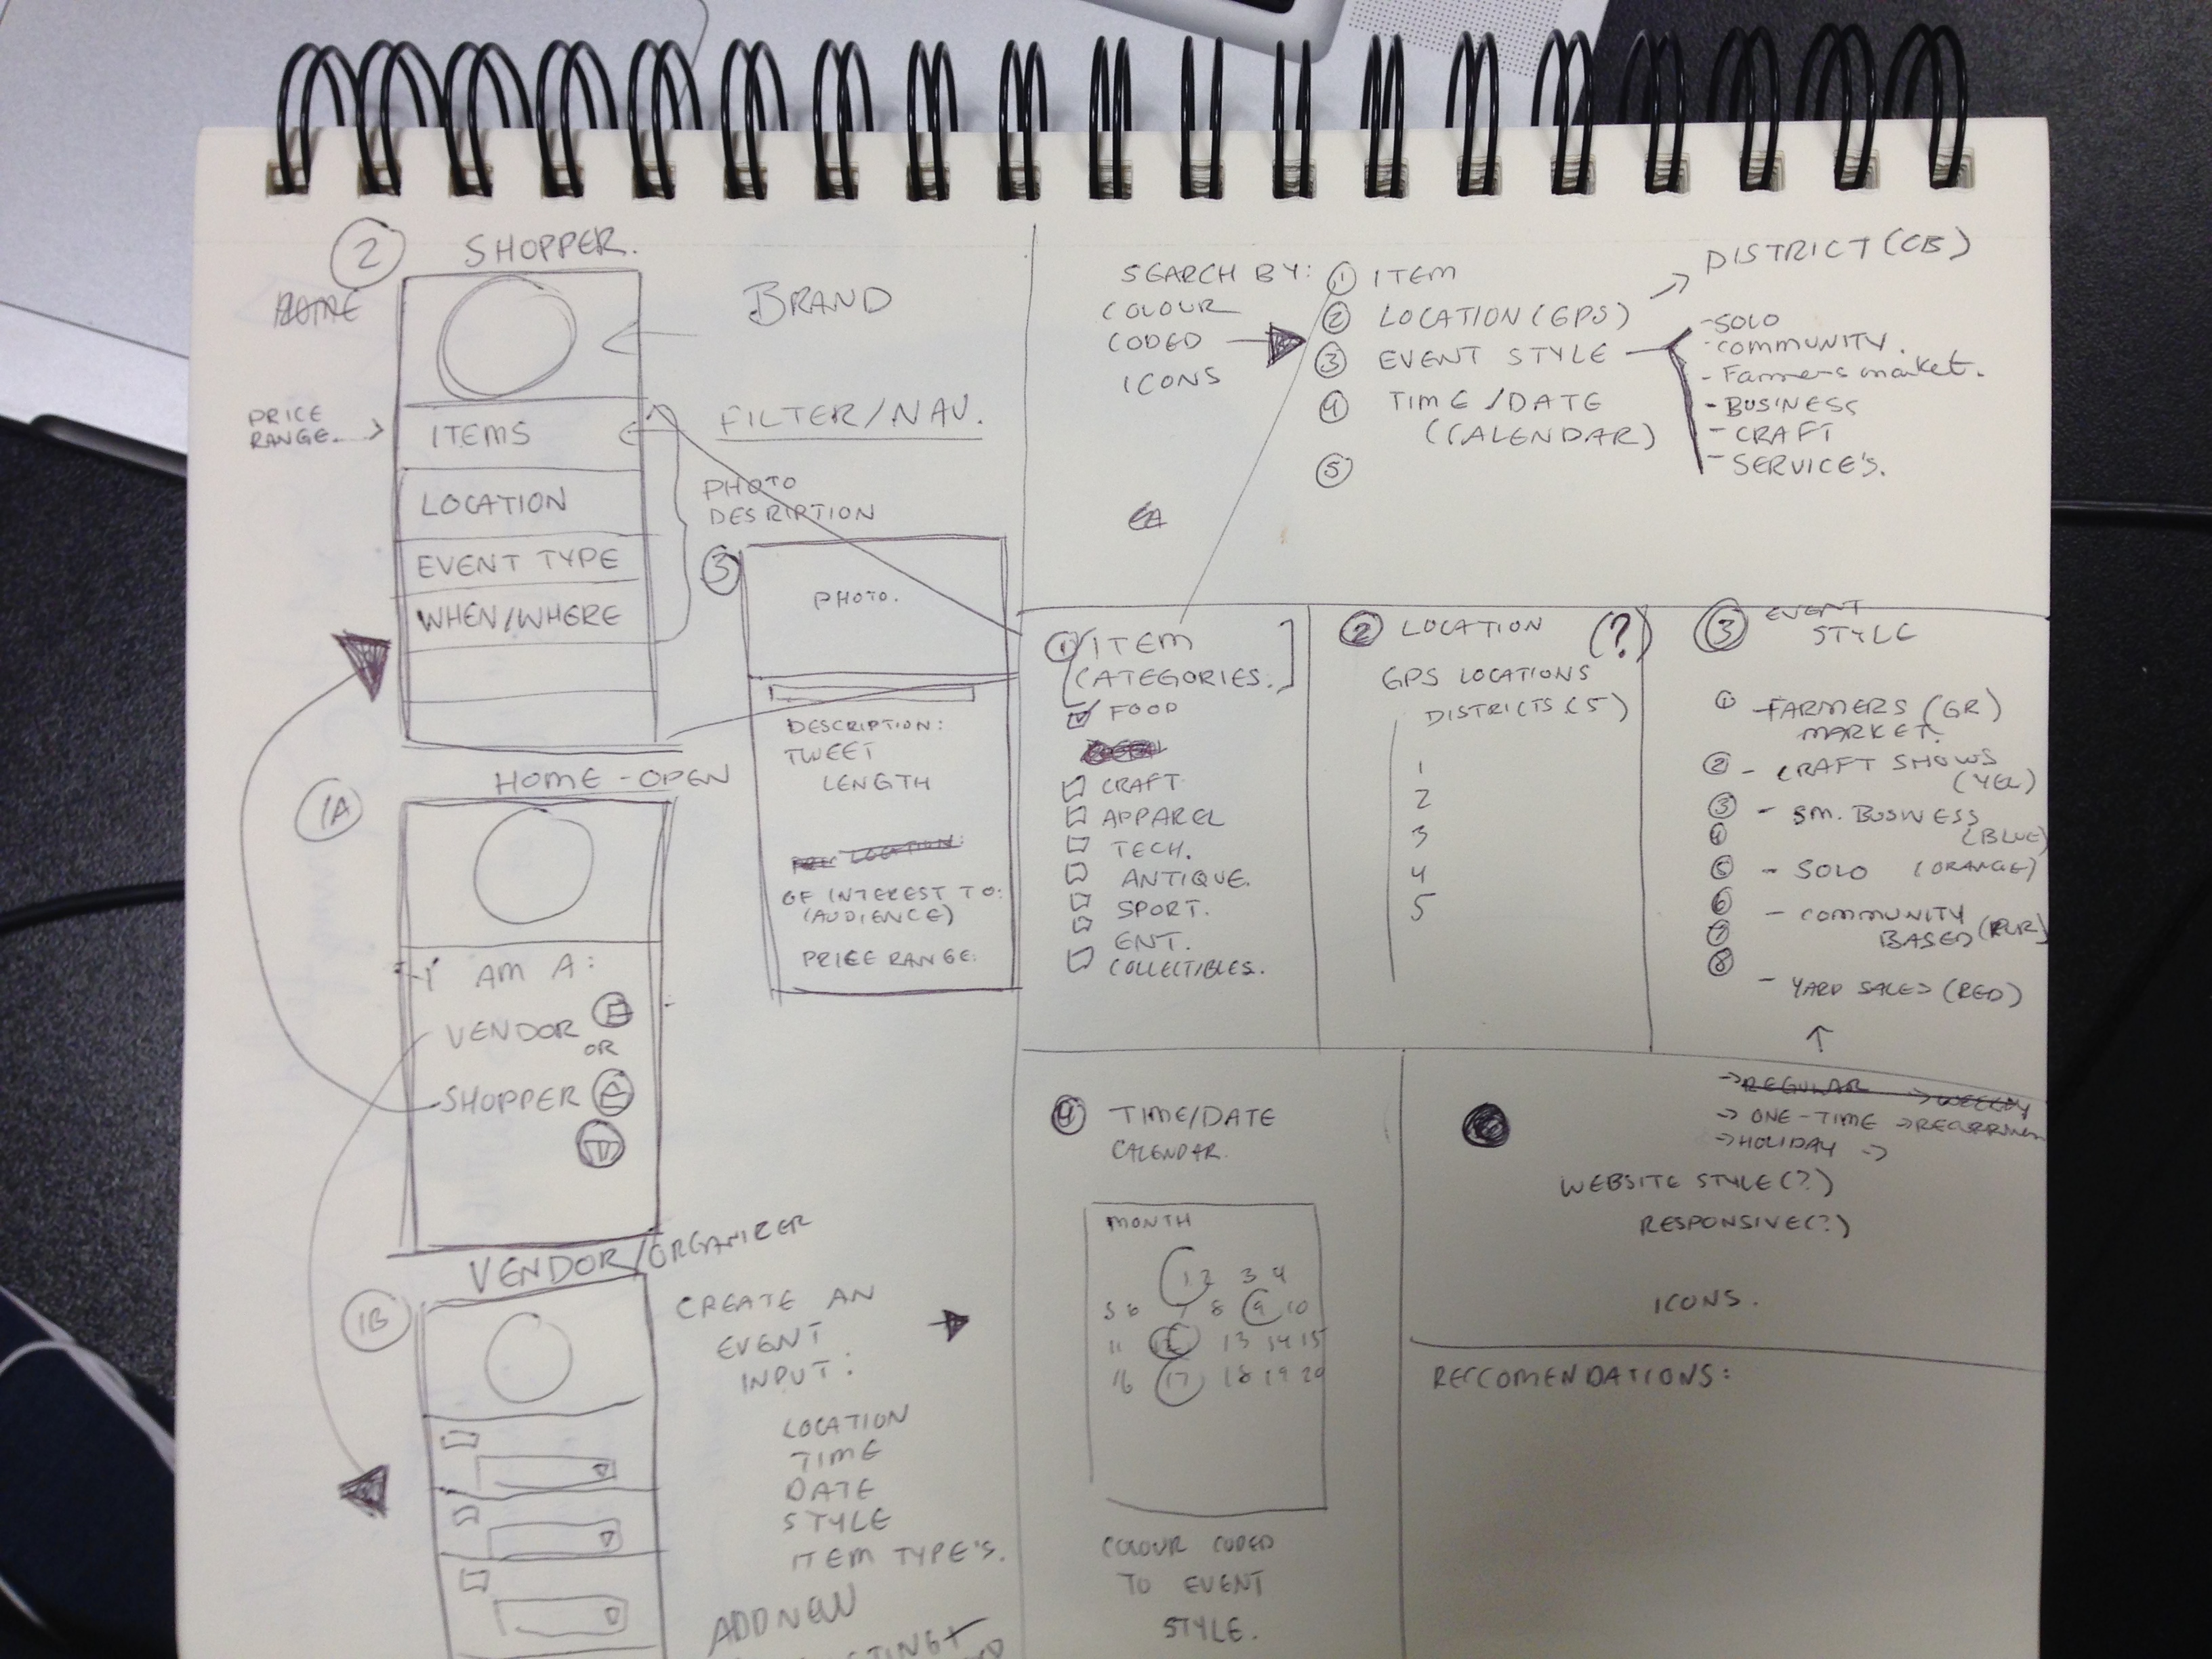 2 SHOPPER.
HOME
BRAND
PRICE
RANGE.
ITEMS
FILTER/NAV.
LOCATION
PHOTO
DESRIPTION
EVENT TYPE
WHEN/WHERE
3
PHOTO.
DESCRIPTION:
TWEET
LENGTH
LOCATION:
OF INTEREST TO:
(AUDIENCE)
PRICE RANGE:
HOME - OPEN
1A
I AM A:
VENDOR
OR
SHOPPER
VENDOR/ORGANIZER
1B
CREATE AN
EVENT
INPUT:
LOCATION
TIME
DATE
STYLE
ITEM TYPE'S.
ADD NEW
SEARCH BY:
COLOUR
CODED
ICONS
1 ITEM
2 LOCATION (GPS)
3 EVENT STYLE
4 TIME/DATE
(CALENDAR)
5
DISTRICT (CB)
- SOLO
- COMMUNITY.
- Farmers market.
- BUSINESS
- CRAFT
- SERVICE'S.
1 ITEM
CATEGORIES.
FOOD
CRAFT
APPAREL
TECH.
ANTIQUE.
SPORT.
ENT.
COLLECTIBLES.
2 LOCATION (?)
GPS LOCATIONS
DISTRICTS (5)
1
2
3
4
5
3 EVENT
STYLE
1 - FARMERS (GR)
MARKET.
2 - CRAFT SHOWS
(YEL)
3 - SM. BUSINESS
4 (BLUE)
5 - SOLO (ORANGE)
6 - COMMUNITY
7 BASED (PUR)
8
- YARD SALES (RED)
→ REGULAR → WEEKLY
→ ONE-TIME →
→ HOLIDAY →
4 TIME/DATE
CALENDAR.
MONTH
1 2 3 4
5 6 7 8 9 10
11 12 13 14 15
16 17 18 19 20
COLOUR CODED
TO EVENT
STYLE.
WEBSITE STYLE (?)
RESPONSIVE (?)
ICONS.
RECCOMENDATIONS: